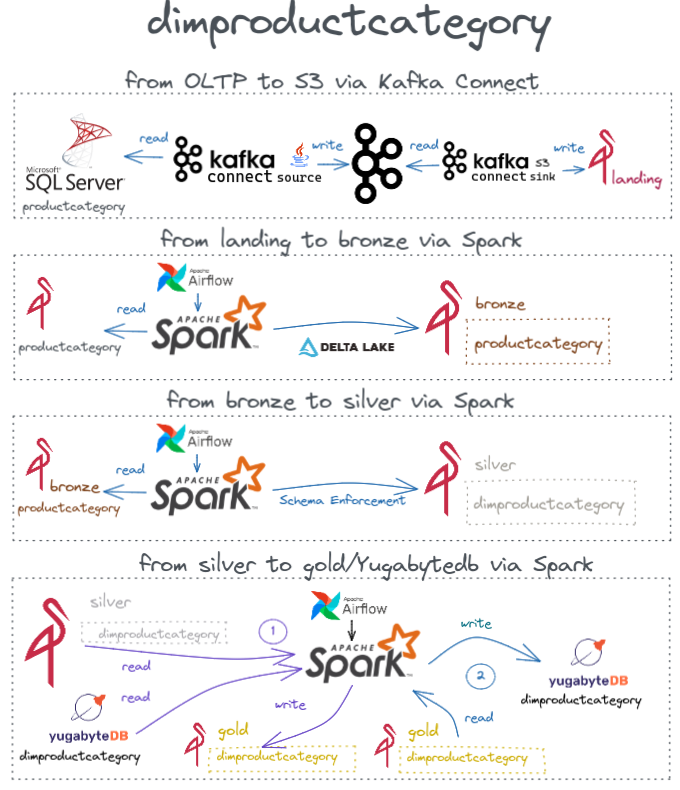 dimproductcategory
from OLTP to S3 via Kafka Connect
read
write
read
write
Microsoft
SQL Server
productcategory
kafka
connect source
kafka S3
connect sink
landing
from landing to bronze via Spark
Apache
Airflow
read
APACHE
Spark
productcategory
DELTA LAKE
bronze
productcategory
from bronze to silver via Spark
Apache
Airflow
read
APACHE
Spark
bronze
productcategory
Schema Enforcement
silver
dimproductcategory
from silver to gold/Yugabytedb via Spark
silver
dimproductcategory
read
1
Apache
Airflow
APACHE
Spark
write
2
yugabyteDB
dimproductcategory
read
yugabyteDB
dimproductcategory
write
gold
dimproductcategory
read
gold
dimproductcategory